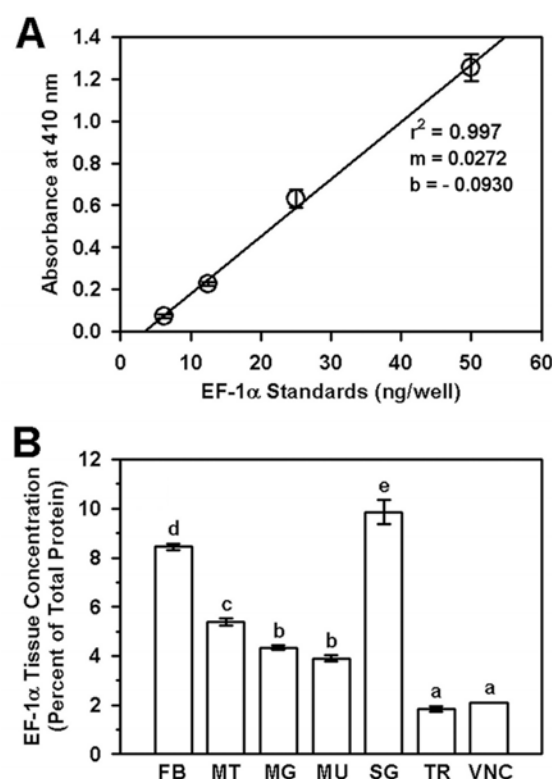 A
Absorbance at 410 nm
1.4
1.2
1.0
0.8
0.6
0.4
0.2
0.0
r² = 0.997
m = 0.0272
b = - 0.0930
0 10 20 30 40 50 60
EF-1α Standards (ng/well)
B
EF-1α Tissue Concentration
(Percent of Total Protein)
12
10
8
6
4
2
0
d
c
b
b
e
a
a
FB MT MG MU SG TR VNC